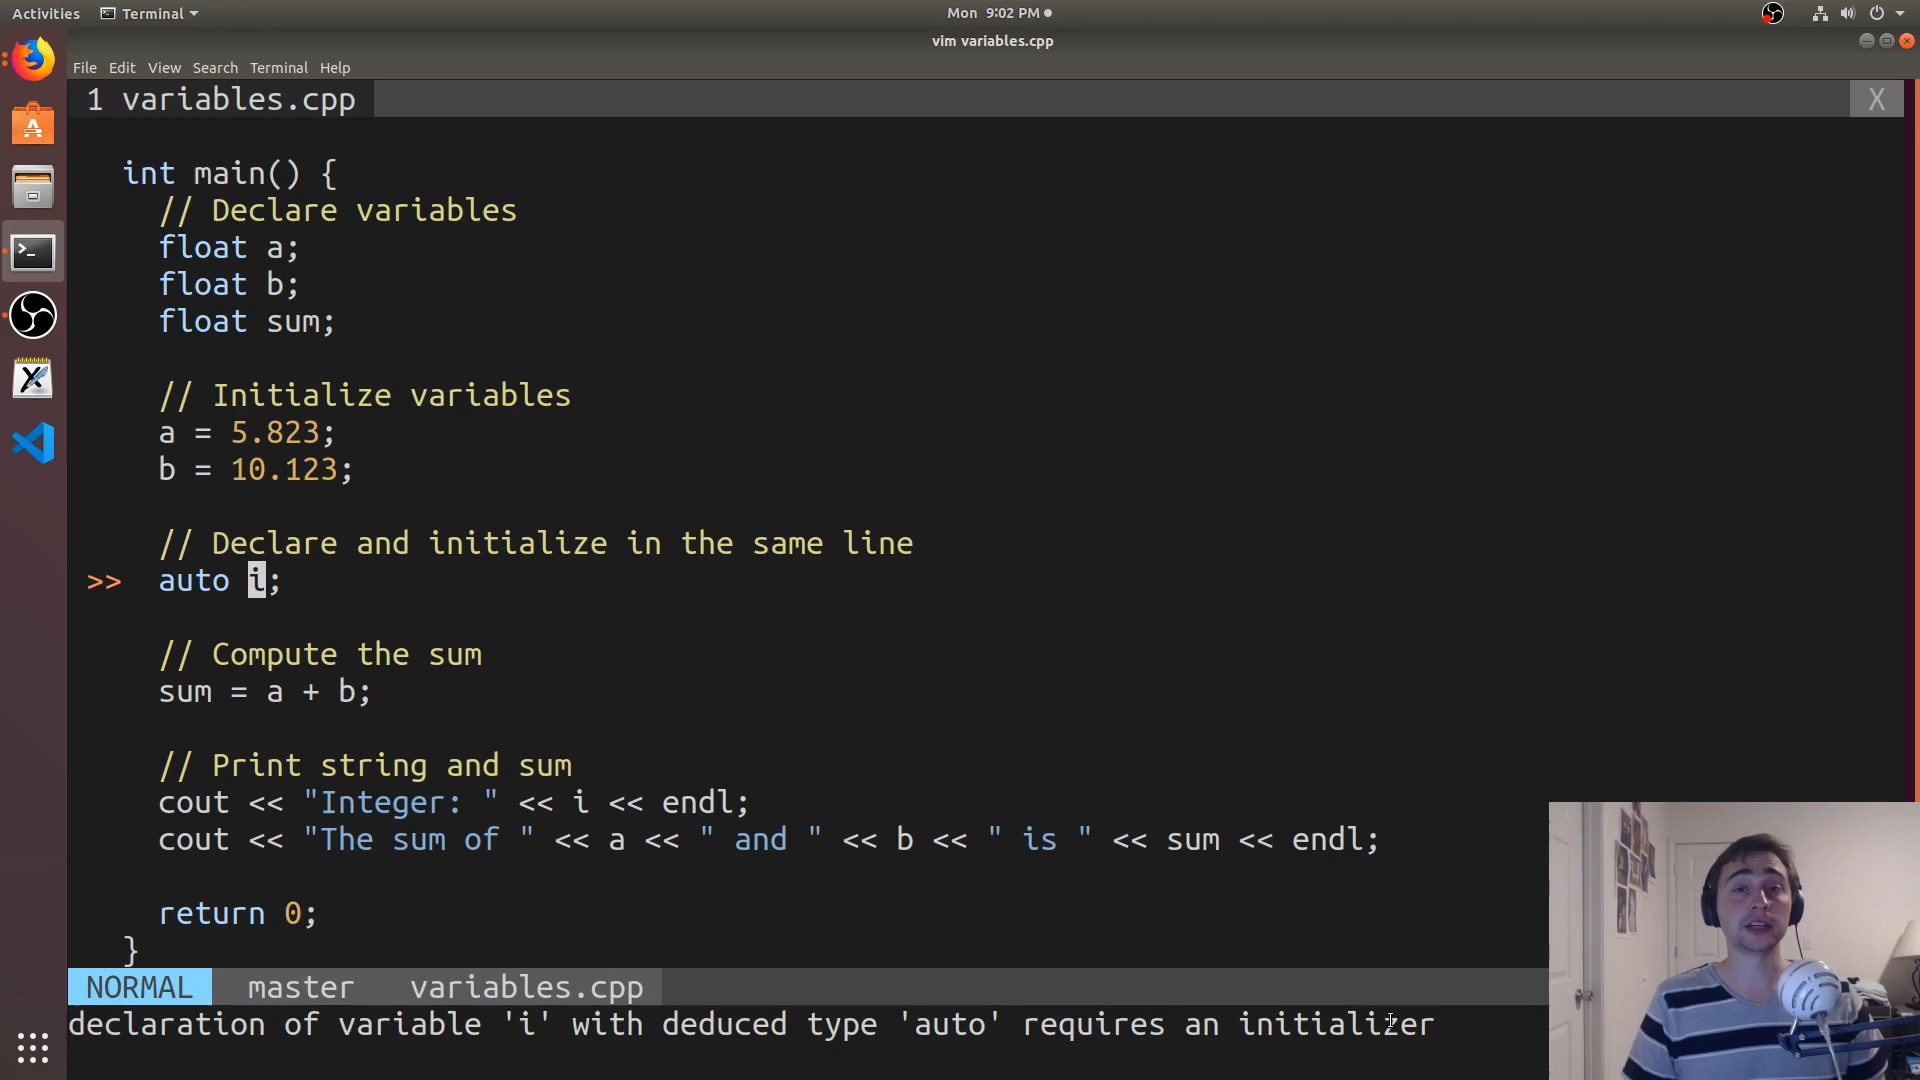 Activities Terminal Mon 9:02 PM
vim variables.cpp
File Edit View Search Terminal Help
1 variables.cpp X
int main() {
// Declare variables
float a;
float b;
float sum;
// Initialize variables
a = 5.823;
b = 10.123;
// Declare and initialize in the same line
>> auto i;
// Compute the sum
sum = a + b;
// Print string and sum
cout << "Integer: " << i << endl;
cout << "The sum of " << a << " and " << b << " is " << sum << endl;
return 0;
}
NORMAL master variables.cpp
declaration of variable 'i' with deduced type 'auto' requires an initializer